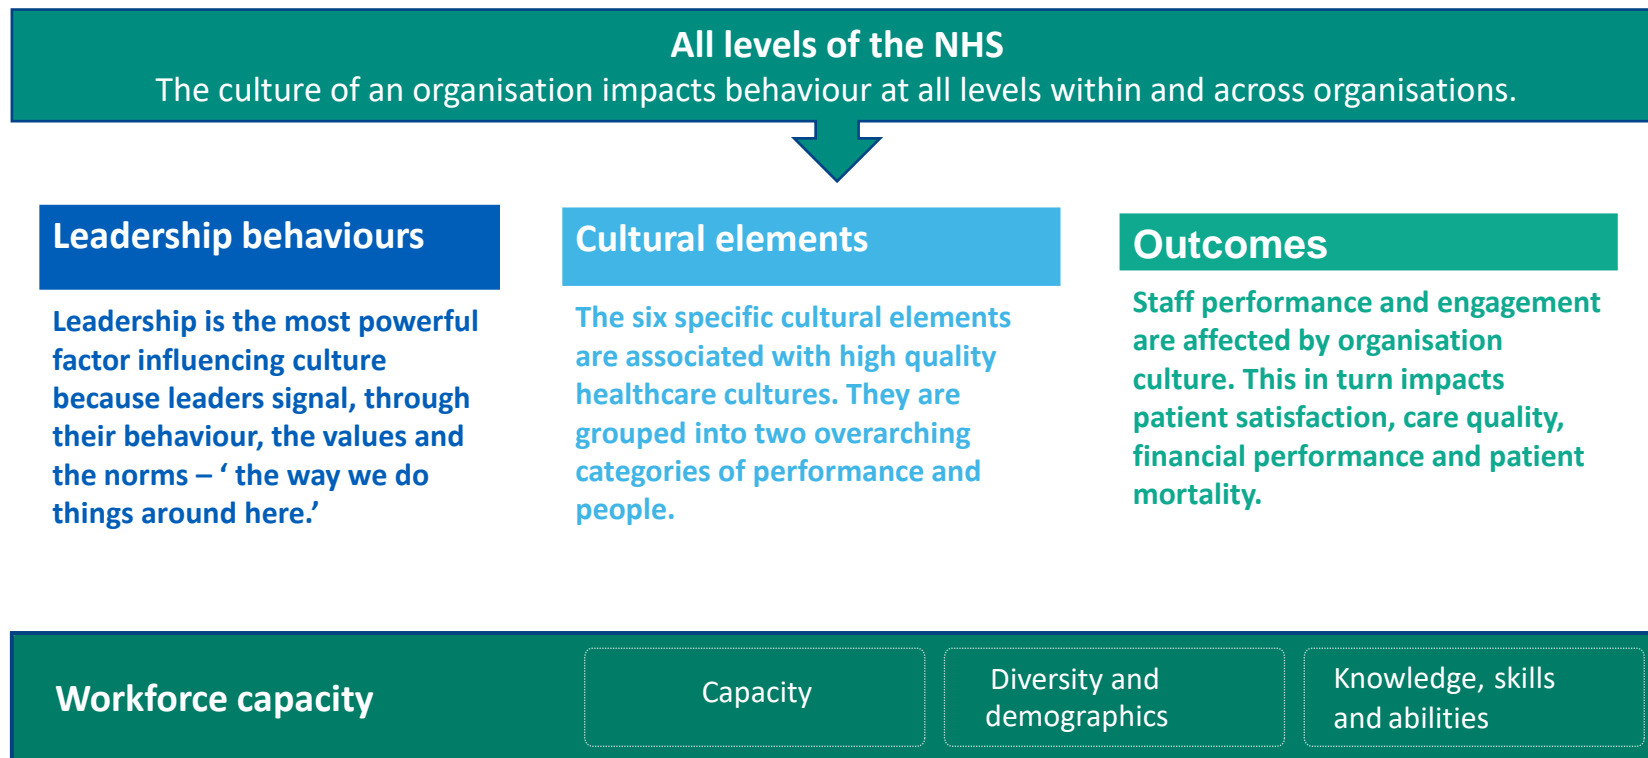 All levels of the NHS
The culture of an organisation impacts behaviour at all levels within and across organisations.
Leadership behaviours
Leadership is the most powerful
factor influencing culture
because leaders signal, through
their behaviour, the values and
the norms – ‘ the way we do
things around here.’
Cultural elements
The six specific cultural elements
are associated with high quality
healthcare cultures. They are
grouped into two overarching
categories of performance and
people.
Outcomes
Staff performance and engagement
are affected by organisation
culture. This in turn impacts
patient satisfaction, care quality,
financial performance and patient
mortality.
Workforce capacity
Capacity
Diversity and
demographics
Knowledge, skills
and abilities